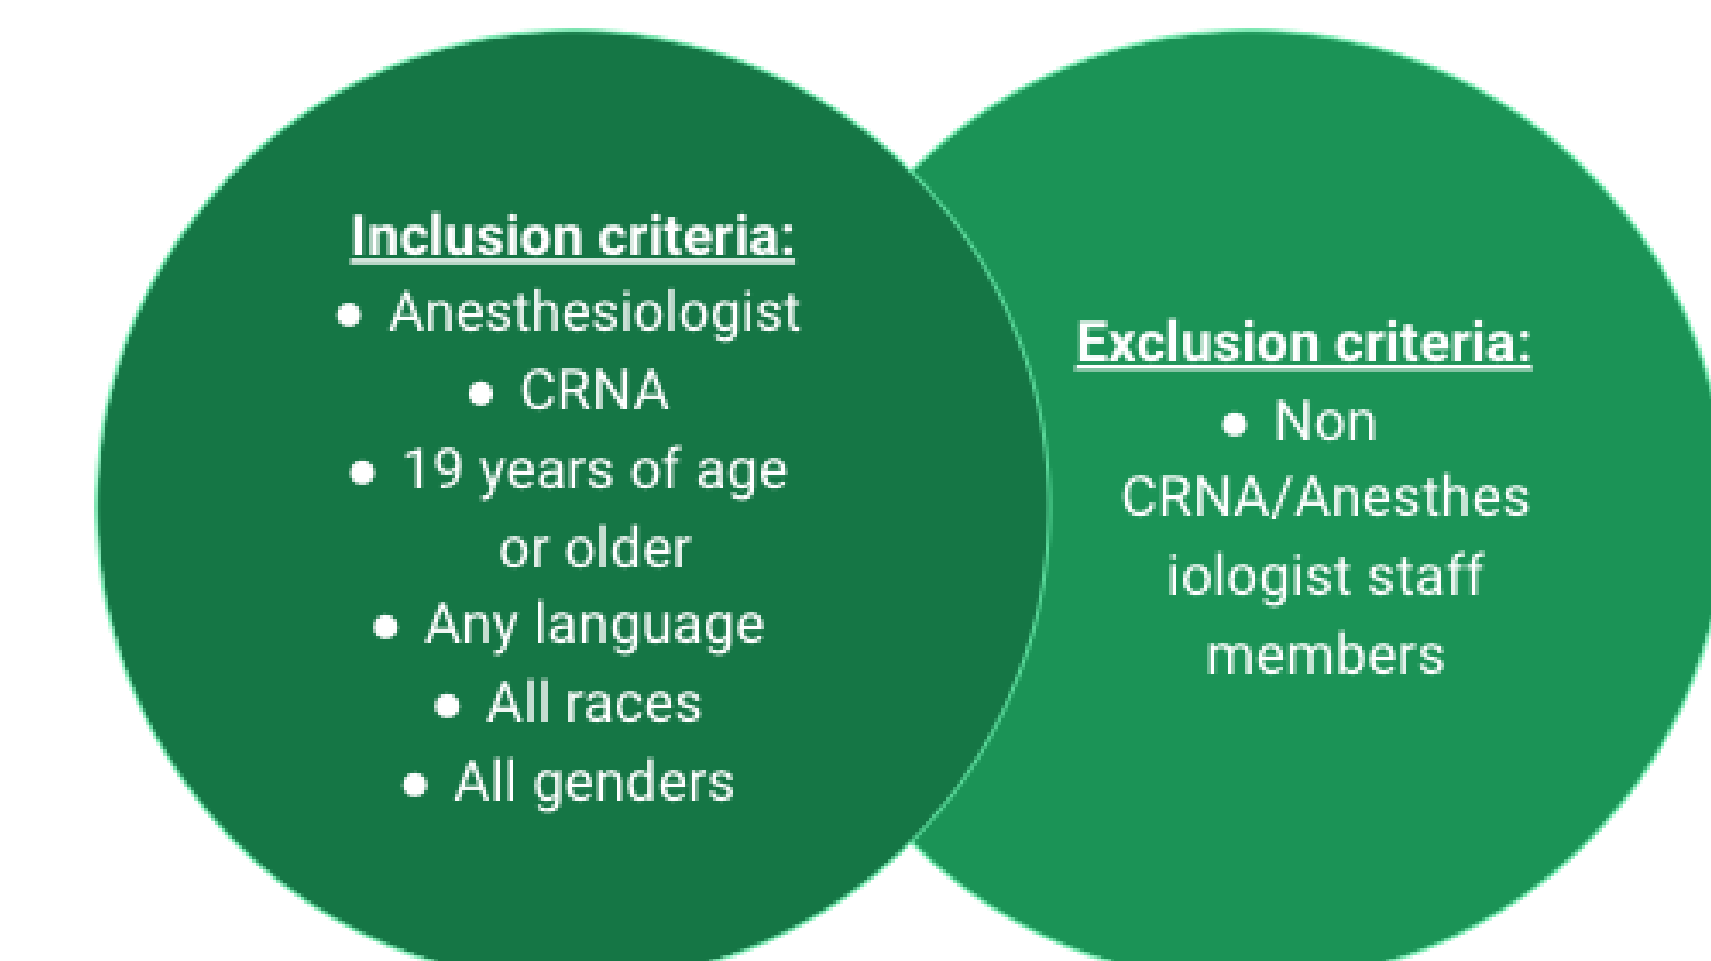 Inclusion criteria:
● Anesthesiologist
● CRNA
● 19 years of age
or older
● Any language
● All races
● All genders
Exclusion criteria:
● Non
CRNA/Anesthes
iologist staff
members